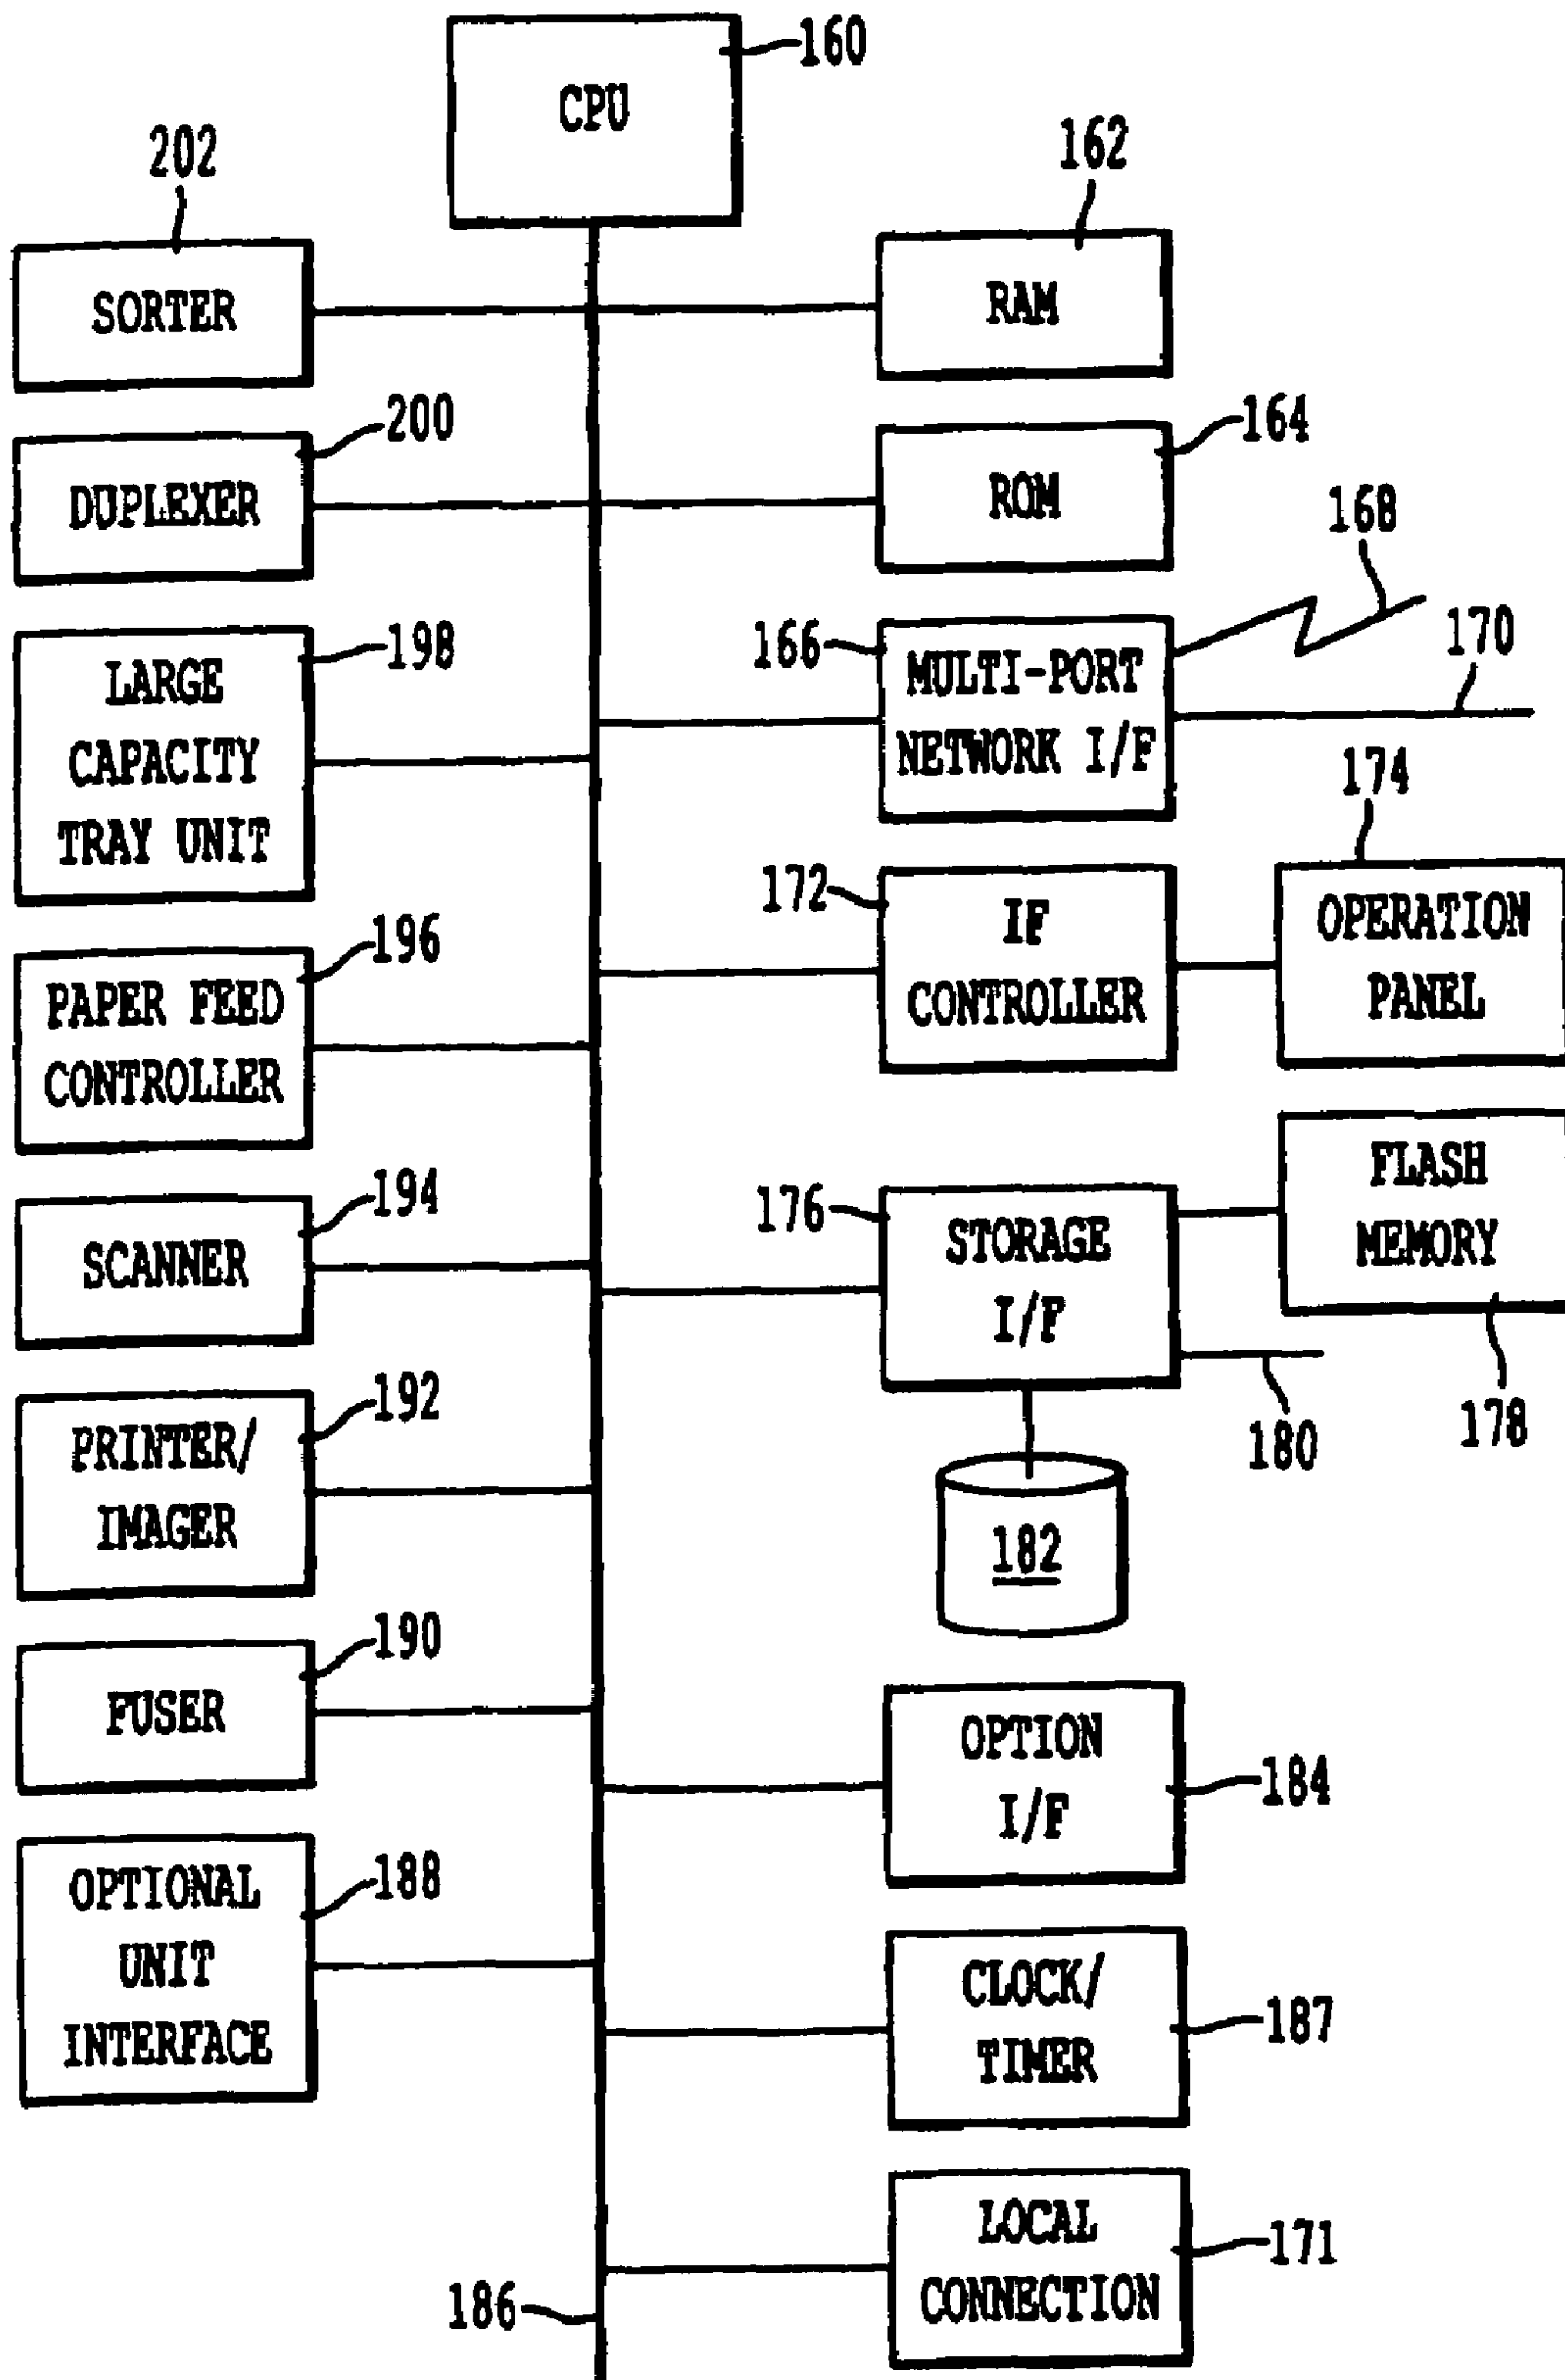 CPU
160
202
SORTER
162
RAM
200
DUPLEXER
164
ROM
168
198
LARGE
CAPACITY
TRAY UNIT
166
MULTI-PORT
NETWORK I/F
170
174
172
IF
CONTROLLER
OPERATION
PANEL
196
PAPER FEED
CONTROLLER
194
SCANNER
176
STORAGE
I/F
FLASH
MEMORY
178
180
182
192
PRINTER/
IMAGER
190
FUSER
OPTION
I/F
184
188
OPTIONAL
UNIT
INTERFACE
CLOCK/
TIMER
187
LOCAL
CONNECTION
171
186